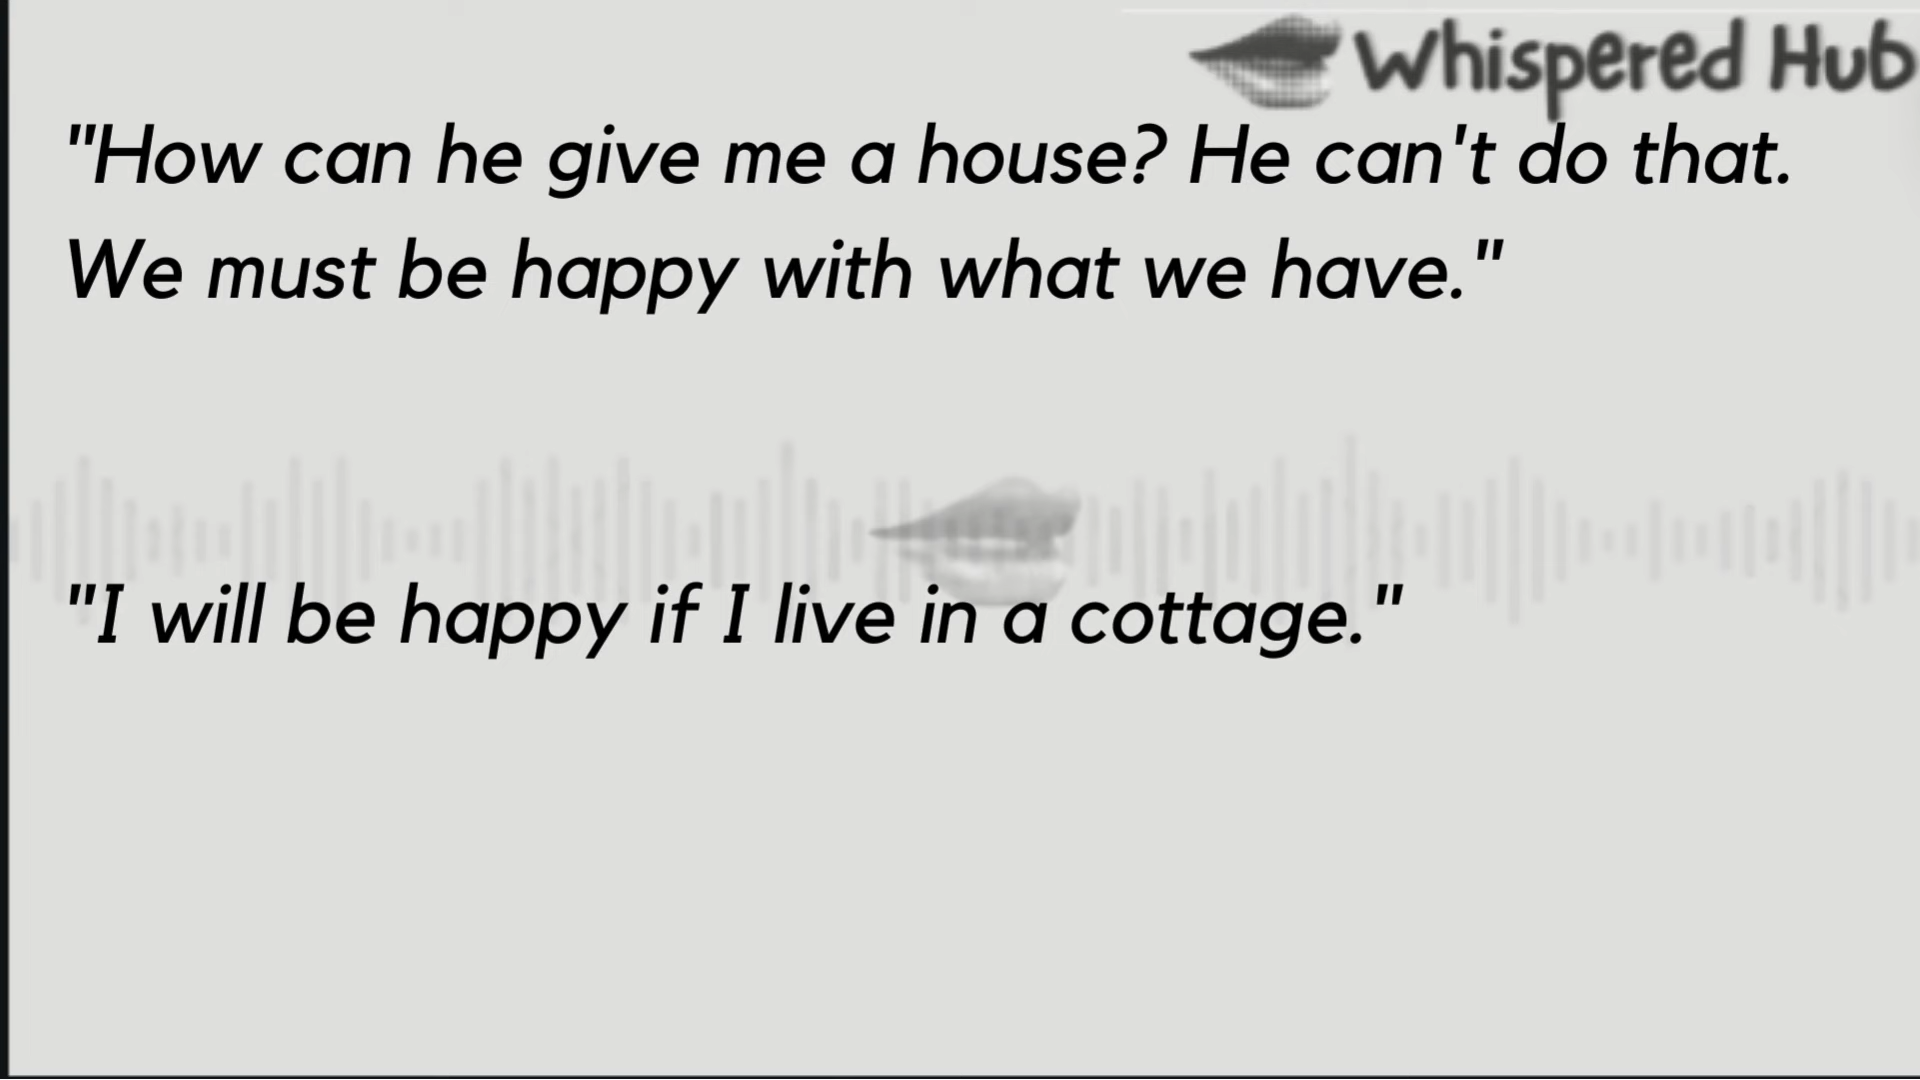 Whispered Hub
"How can he give me a house? He can't do that.
We must be happy with what we have."
"I will be happy if I live in a cottage."